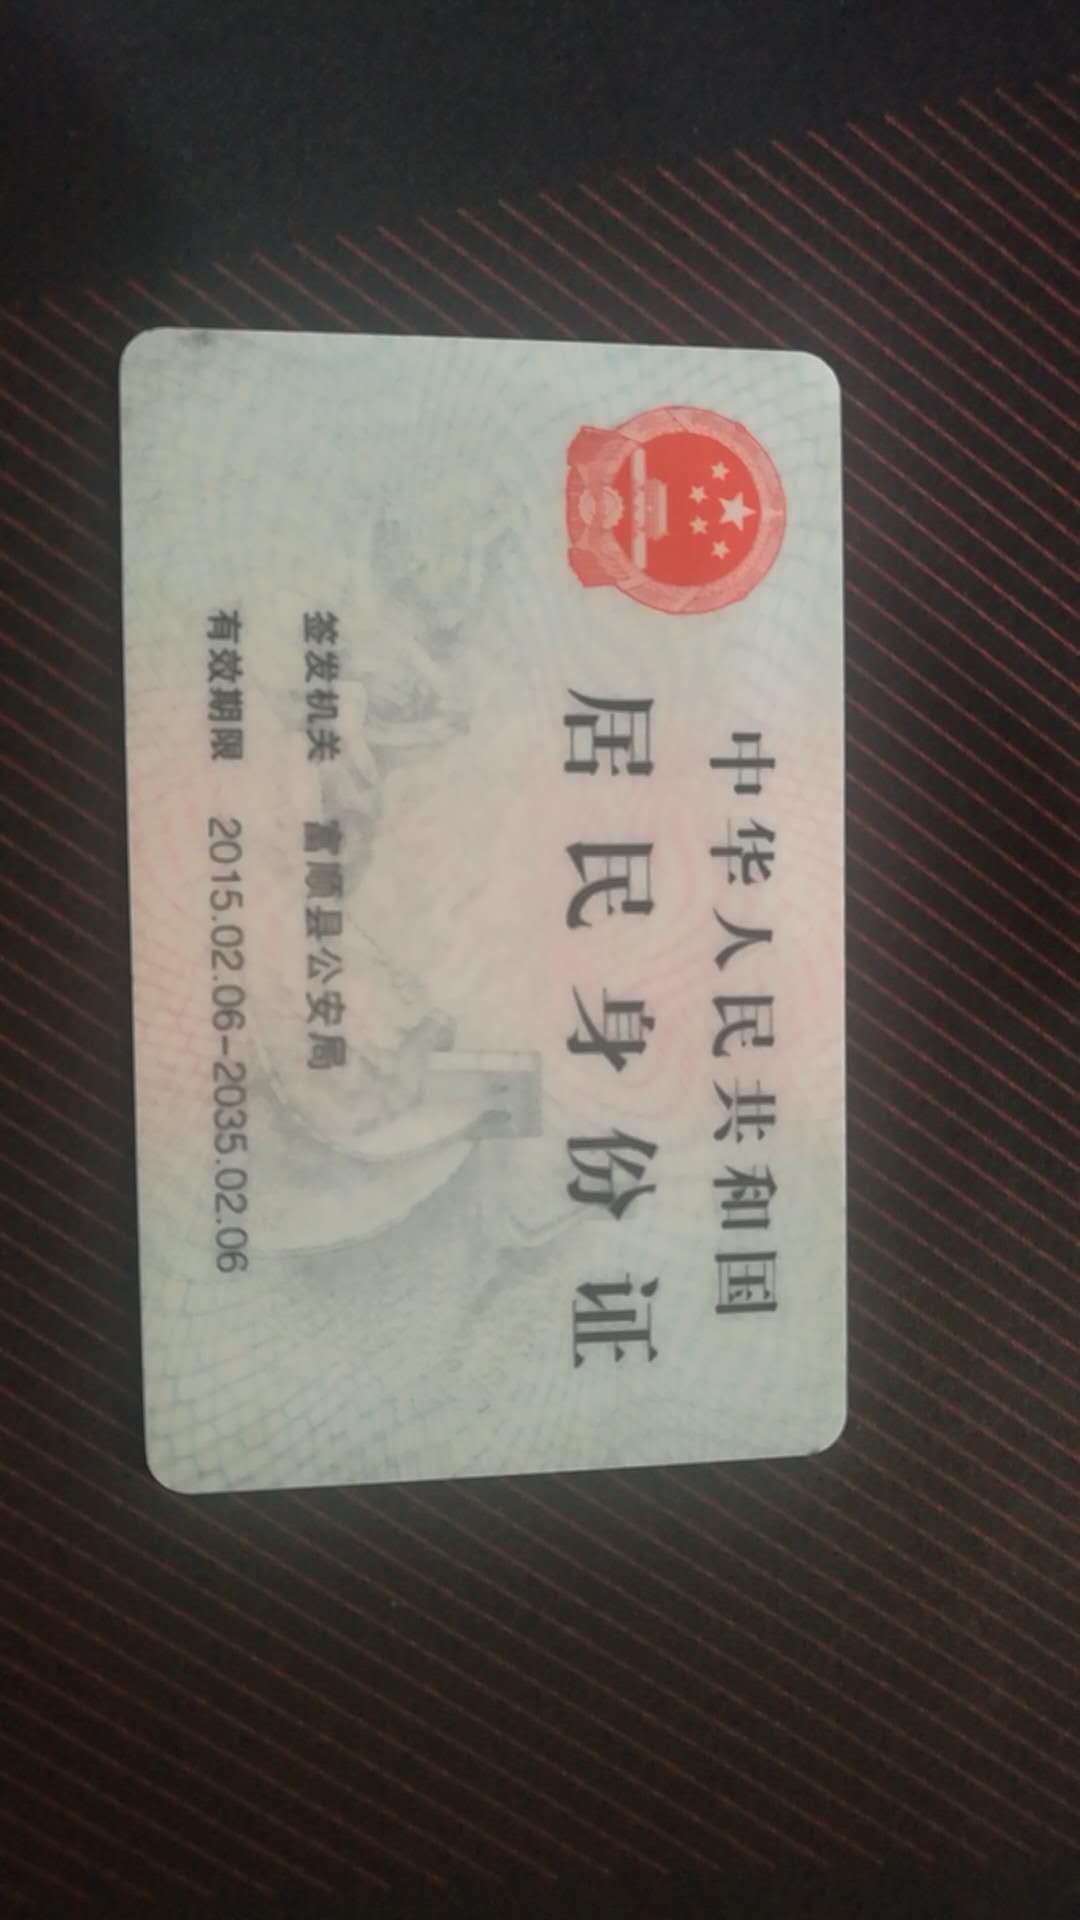 中华人民共和国
居民身份证
签发机关 富顺县公安局
有效期限 2015.02.06-2035.02.06